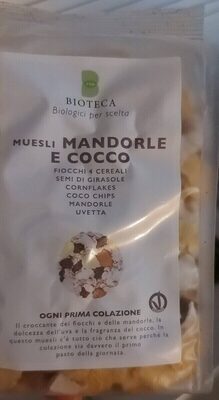 BIOTECA
Biologici per scelta
MUESLI MANDORLE
E COCCO
FIOCCHI 4 CEREALI
SEMI DI GIRASOLE
CORNFLAKES
COCO CHIPS
MANDORLE
UVETTA
OGNI PRIMA COLAZIONE
Il croccante dei fiocchi e delle mandorle, la
dolcezza dell'uva e la fragranza del cocco. In
questo muesli c'è tutto ciò che serve perché la
colazione sia davvero il primo
pasto della giornata.